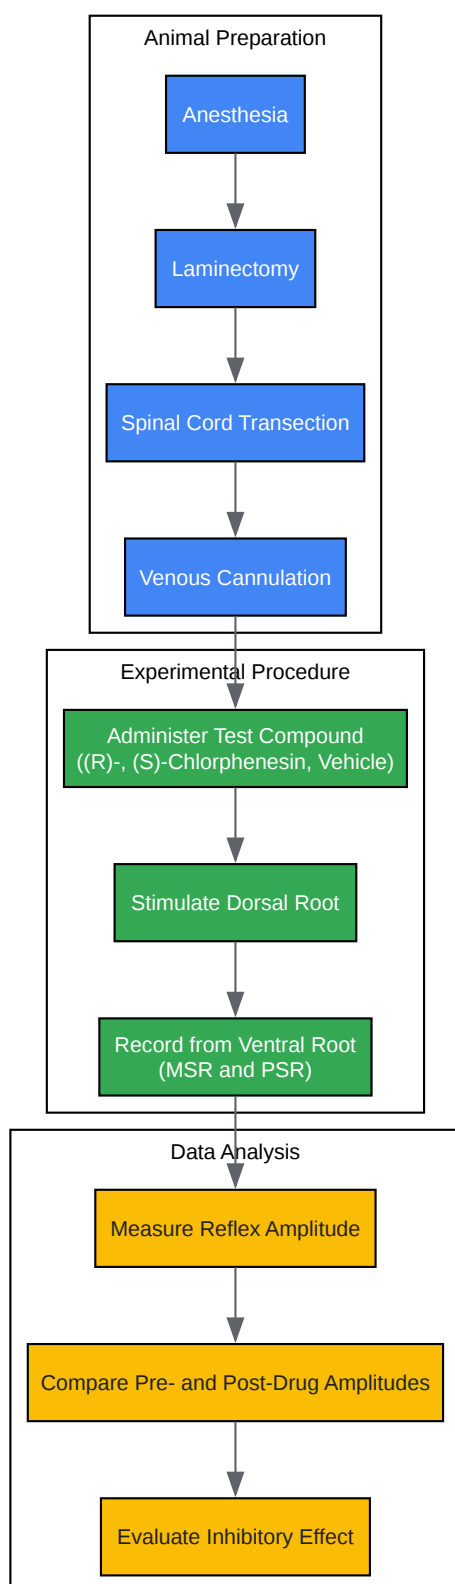 Animal Preparation
Anesthesia
Laminectomy
Spinal Cord Transection
Venous Cannulation
Experimental Procedure
Administer Test Compound
((R)-, (S)-Chlorphenesin, Vehicle)
Stimulate Dorsal Root
Record from Ventral Root
(MSR and PSR)
Data Analysis
Measure Reflex Amplitude
Compare Pre- and Post-Drug Amplitudes
Evaluate Inhibitory Effect